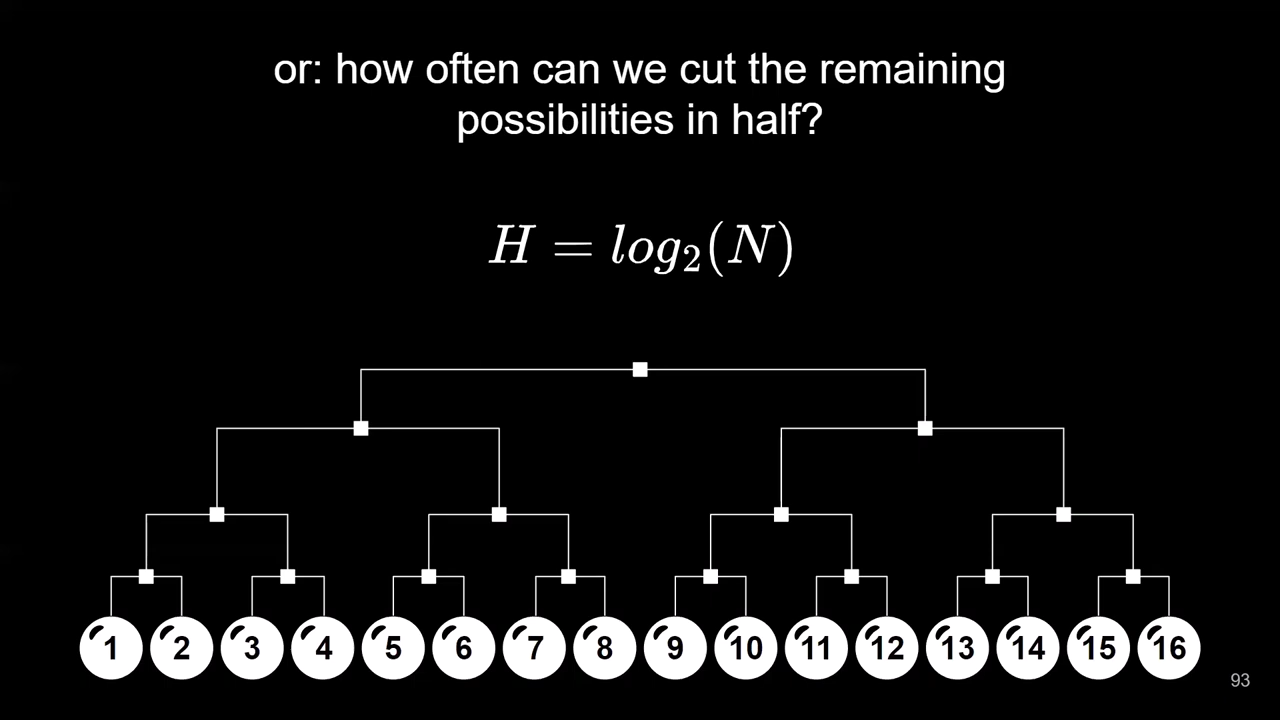 or: how often can we cut the remaining
possibilities in half?
H = log₂(N)
1 2 3 4 5 6 7 8 9 10 11 12 13 14 15 16
93